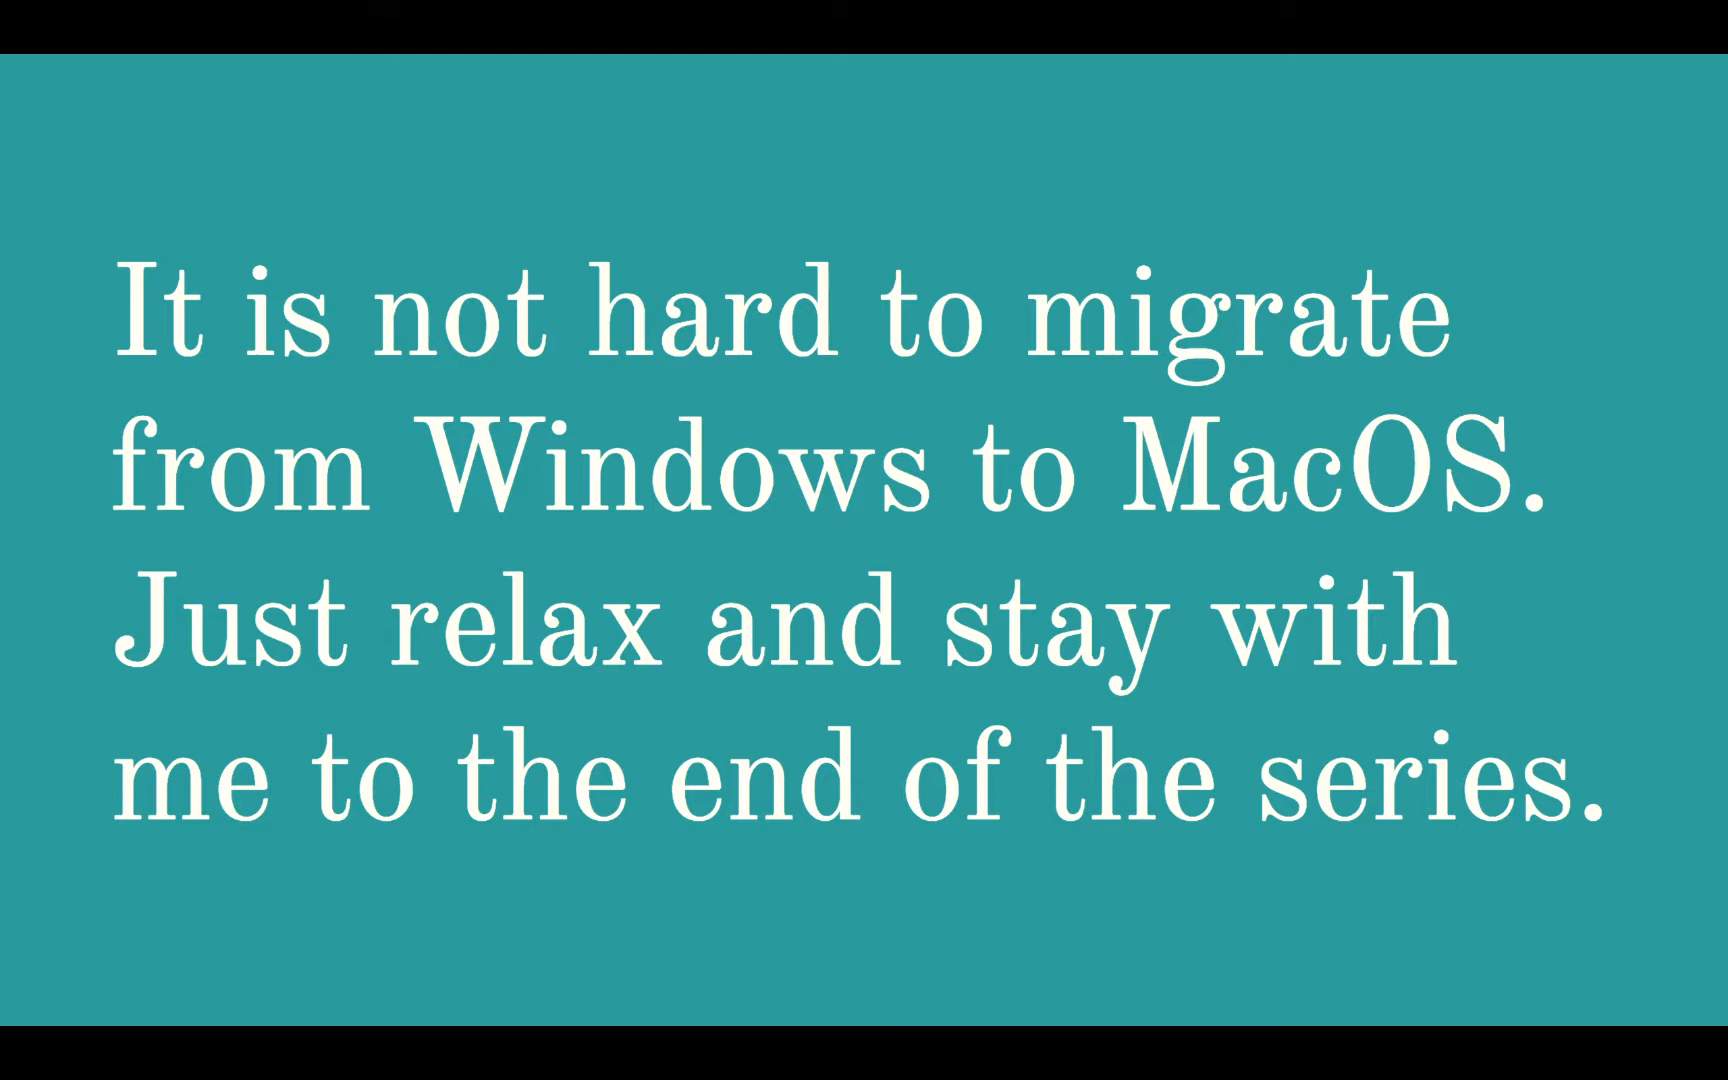 It is not hard to migrate
from Windows to MacOS.
Just relax and stay with
me to the end of the series.